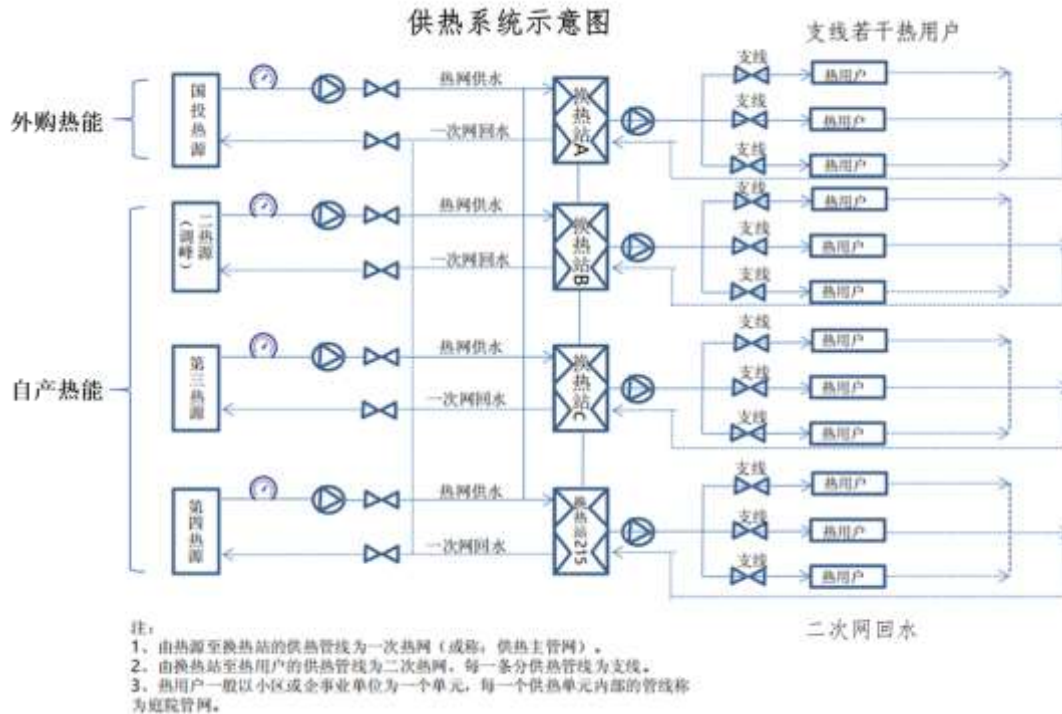 供热系统示意图
支线若干热用户
外购热能
国投热源
热网供水
一次网回水
换热站A
支线
热用户
支线
热用户
支线
热用户
自产热能
二热源
（调峰）
热网供水
一次网回水
换热站B
支线
热用户
支线
热用户
支线
热用户
第三热源
热网供水
一次网回水
换热站C
支线
热用户
支线
热用户
支线
热用户
第四热源
热网供水
一次网回水
换热站215
支线
热用户
支线
热用户
支线
热用户
二次网回水
注：
1、由热源至换热站的供热管线为一次热网（或称：供热主管网）。
2、由换热站至热用户的供热管线为二次热网，每一条分供热管线为支线。
3、热用户一般以小区或企事业单位为一个单元，每一个供热单元内部的管线称
为庭院管网。